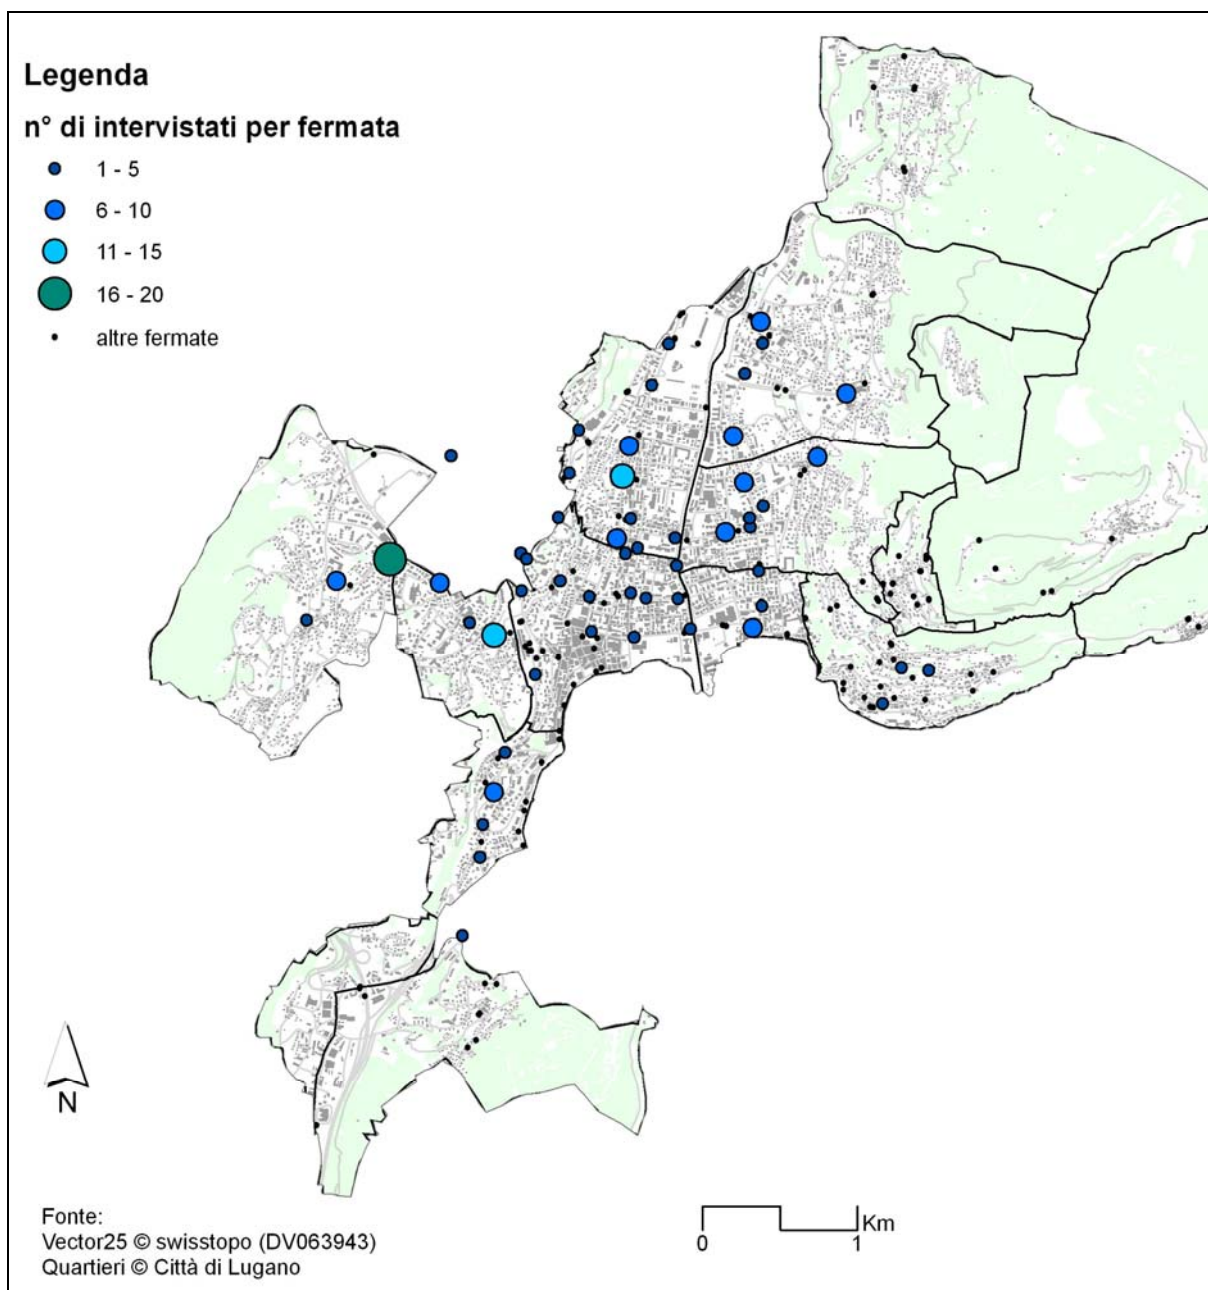 Legenda
n° di intervistati per fermata
1 - 5
6 - 10
11 - 15
16 - 20
altre fermate
N
Fonte:
Vector25 © swisstopo (DV063943)
Quartieri © Città di Lugano
Km
0 1